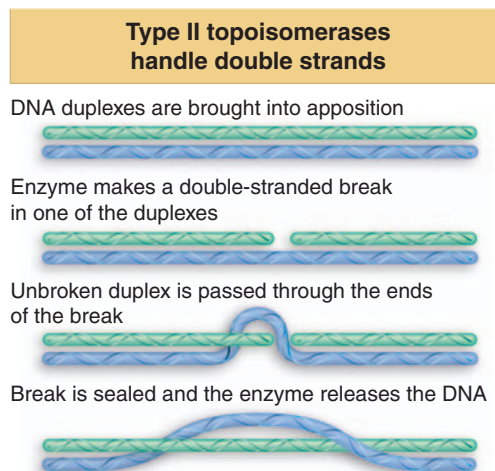 Type II topoisomerases
handle double strands
DNA duplexes are brought into apposition
Enzyme makes a double-stranded break
in one of the duplexes
Unbroken duplex is passed through the ends
of the break
Break is sealed and the enzyme releases the DNA